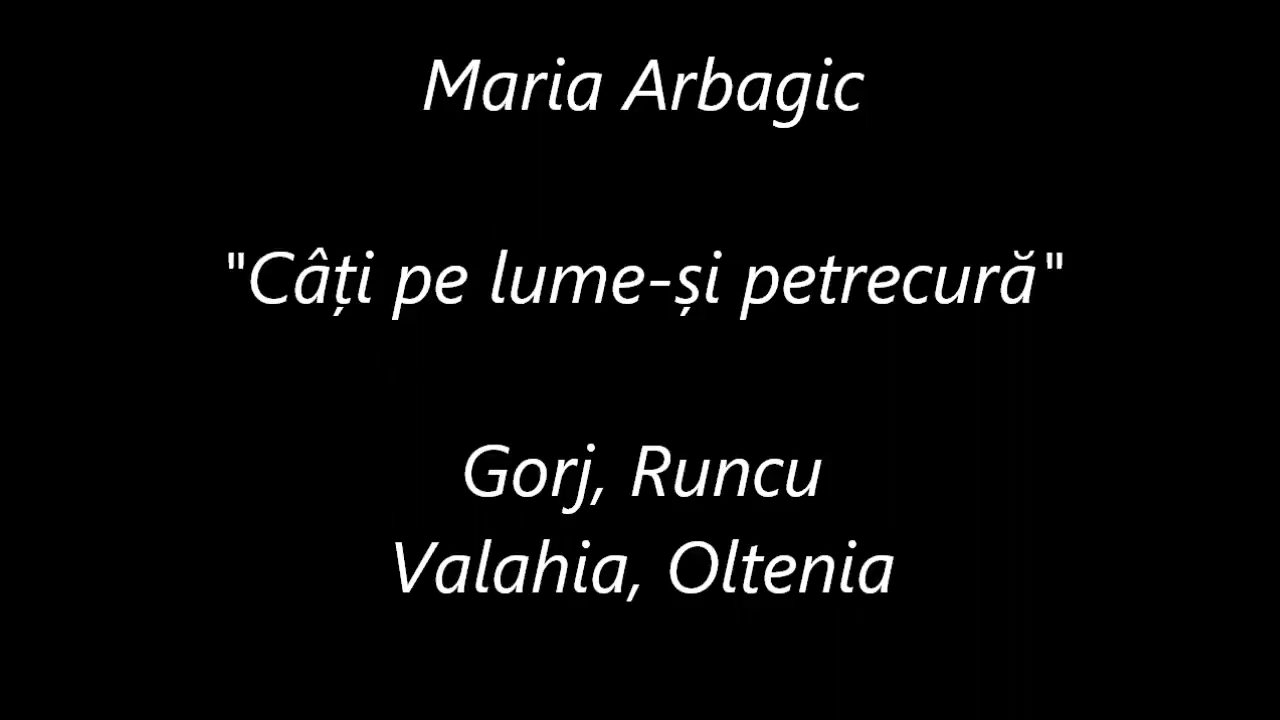 Maria Arbagic
"Câți pe lume-și petrecură"
Gorj, Runcu
Valahia, Oltenia